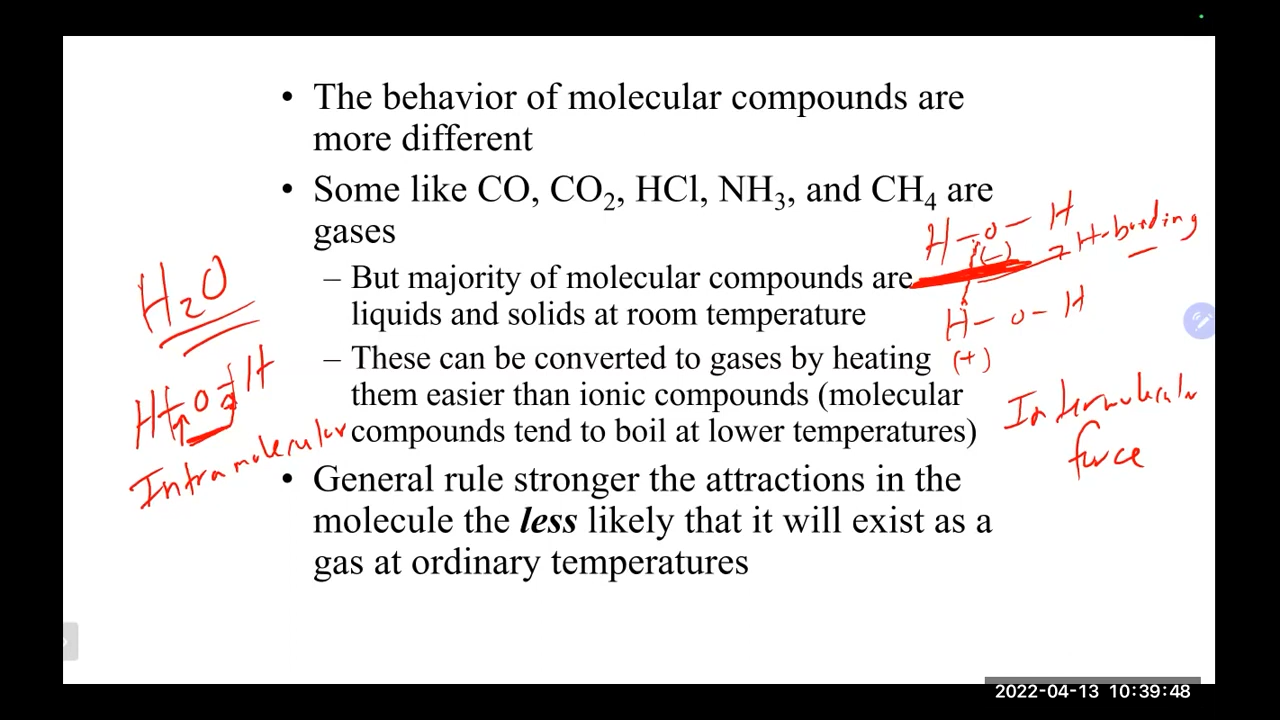 • The behavior of molecular compounds are
more different
• Some like CO, CO₂, HCl, NH₃, and CH₄ are
gases
– But majority of molecular compounds are
liquids and solids at room temperature
– These can be converted to gases by heating
them easier than ionic compounds (molecular
compounds tend to boil at lower temperatures)
• General rule stronger the attractions in the
molecule the less likely that it will exist as a
gas at ordinary temperatures
H₂O
H-O-H
Intramolecular
H-O-H
(-)
H-bonding
H-O-H
(+)
Intermolecular
force
2022-04-13 10:39:48